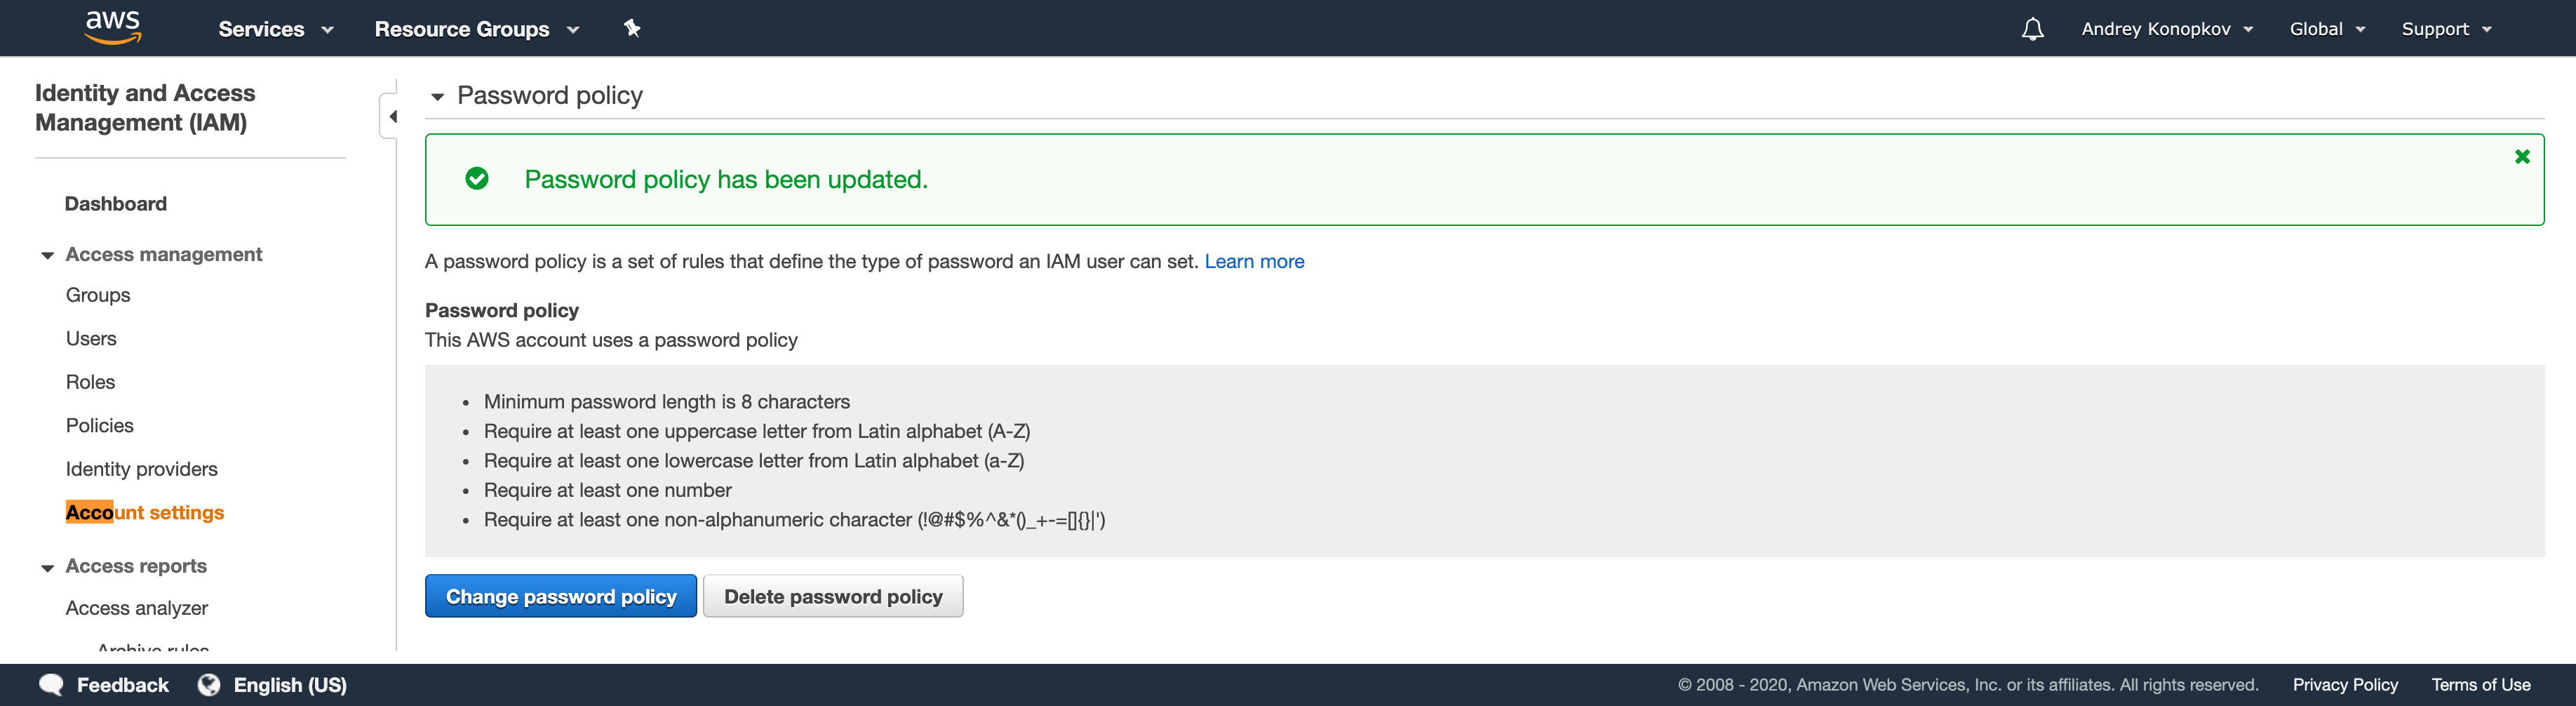 aws
Services
Resource Groups
Andrey Konopkov
Global
Support
Identity and Access
Management (IAM)
Dashboard
Access management
Groups
Users
Roles
Policies
Identity providers
Account settings
Access reports
Access analyzer
Archive rules
Password policy
Password policy has been updated.
A password policy is a set of rules that define the type of password an IAM user can set. Learn more
Password policy
This AWS account uses a password policy
• Minimum password length is 8 characters
• Require at least one uppercase letter from Latin alphabet (A-Z)
• Require at least one lowercase letter from Latin alphabet (a-Z)
• Require at least one number
• Require at least one non-alphanumeric character (!@#$%^&*()_+-=[]{}|')
Change password policy
Delete password policy
Feedback
English (US)
© 2008 - 2020, Amazon Web Services, Inc. or its affiliates. All rights reserved.
Privacy Policy
Terms of Use